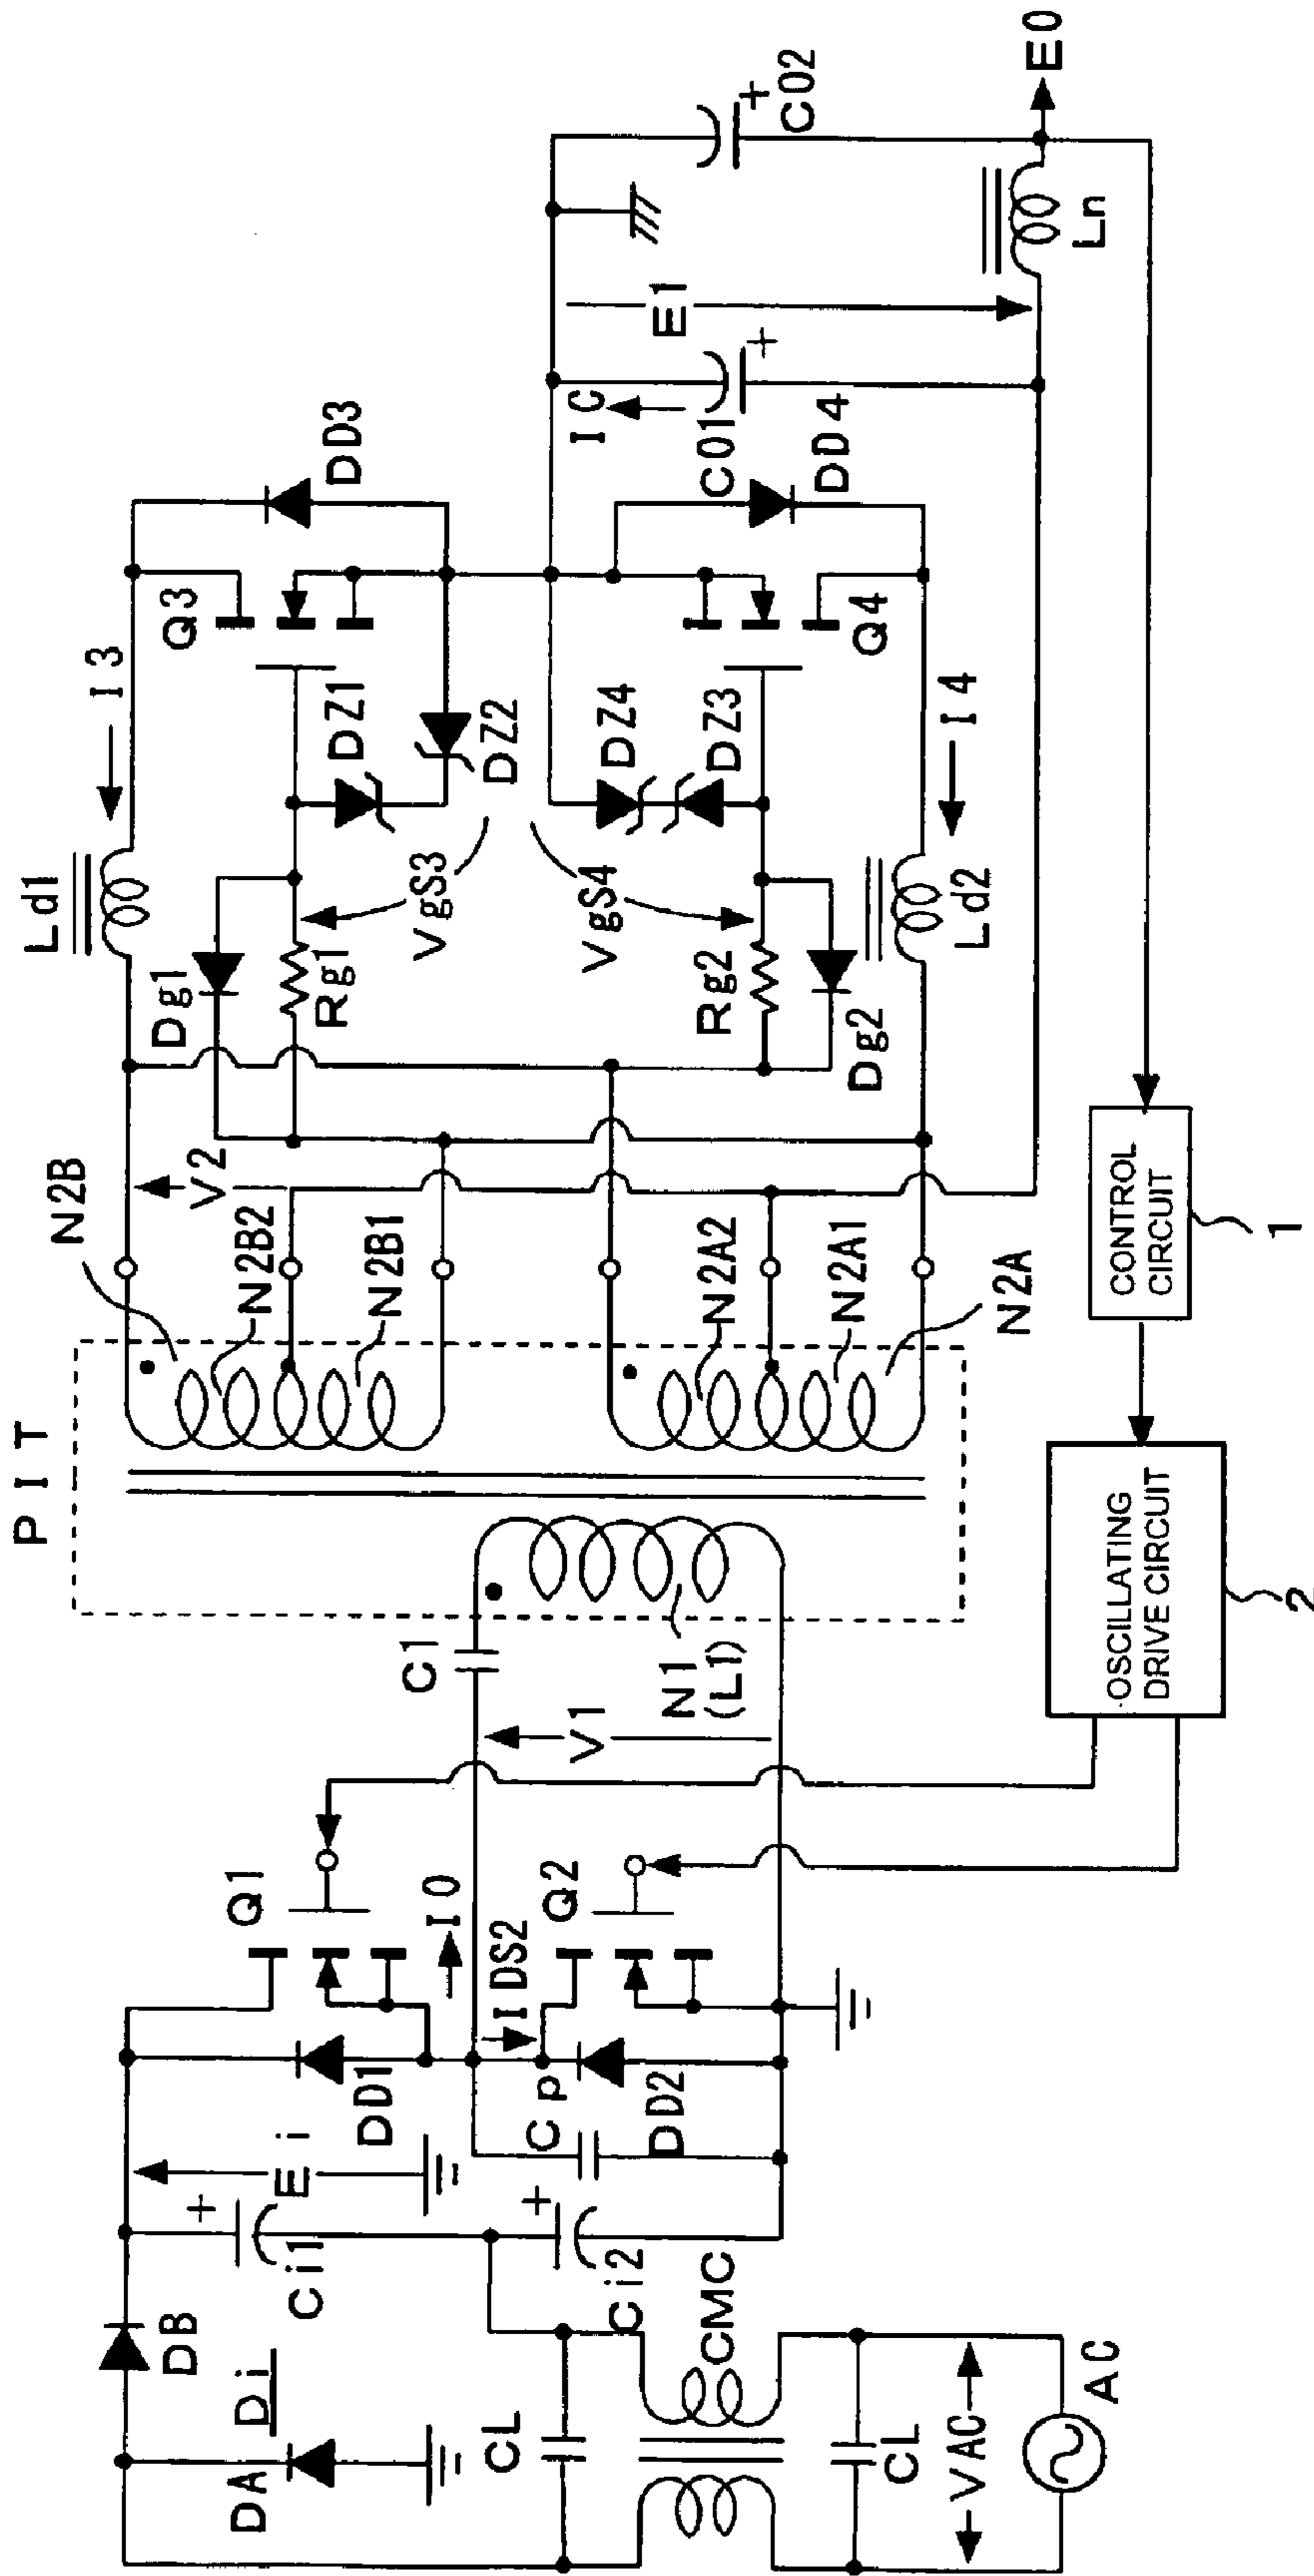 P I T
N2B
V2
Ld1
I3
Q3
DD3
Dg1
Rg1
VgS3
DZ1
DZ2
N2B2
N2B1
DB
Di
DA
Ci1
Ei
DD1
Q1
I0
C1
V1
N1
(L1)
IDS2
Q2
Cp
DD2
Ci2
CL
CMC
CL
VAC
AC
N2A2
N2A1
N2A
VgS4
Rg2
Dg2
DZ4
DZ3
Ld2
I4
Q4
DD4
IC
C01
E1
C02
Ln
E0
+
+
+
+
CONTROL
CIRCUIT
1
OSCILLATING
DRIVE CIRCUIT
2